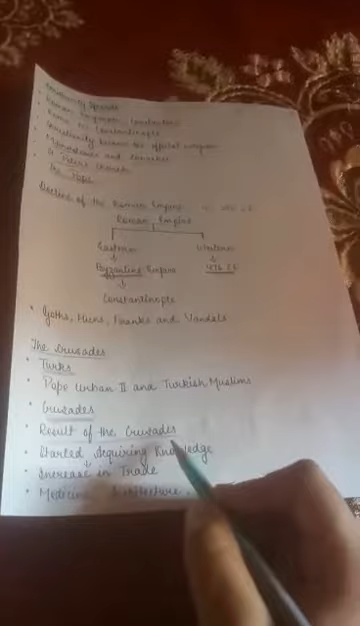 Christianity Spreads
• Roman Emperor Constantine
• Rome to Constantinople
• Christianity became the official religion
• Monasteries and Convents
• St Peter's Church
The Pope
Decline of the Roman Empire
Roman Empire
Eastern Western
↓ ↓
Byzantine Empire 476 CE
↓
Constantinople
• Goths, Huns, Franks and Vandals
The Crusades
• Turks
• Pope Urban II and Turkish Muslims
• Crusades
• Result of the Crusades
• Started Acquiring Knowledge
• Increase in Trade
• Medicine, Architecture,